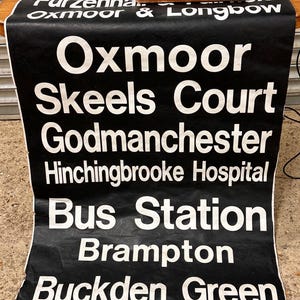 Oxmoor & Longbow
Oxmoor
Skeels Court
Godmanchester
Hinchingbrooke Hospital
Bus Station
Brampton
Buckden Green